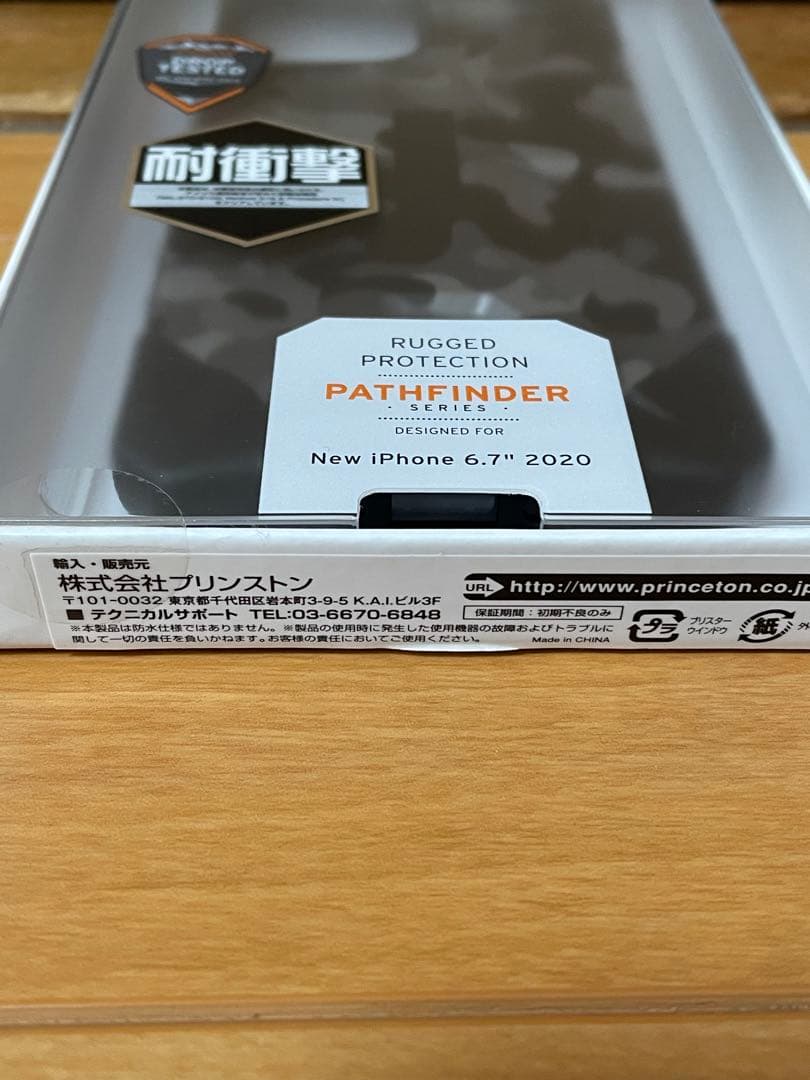 DROP
TESTED
耐衝撃
RUGGED
PROTECTION
PATHFINDER
· SERIES ·
DESIGNED FOR
New iPhone 6.7" 2020
輸入・販売元
株式会社プリンストン
〒101-0032 東京都千代田区岩本町3-9-5 K.A.I.ビル3F
■ テクニカルサポート TEL:03-6670-6848
※本製品は防水仕様ではありません。※製品の使用時に発生した使用機器の故障およびトラブルに
関して一切の責任を負いかねます。お客様の責任においてご使用ください。
URL http://www.princeton.co.jp
保証期間：初期不良のみ
Made in CHINA
プラ
ブリスター
ウインドウ
紙
外